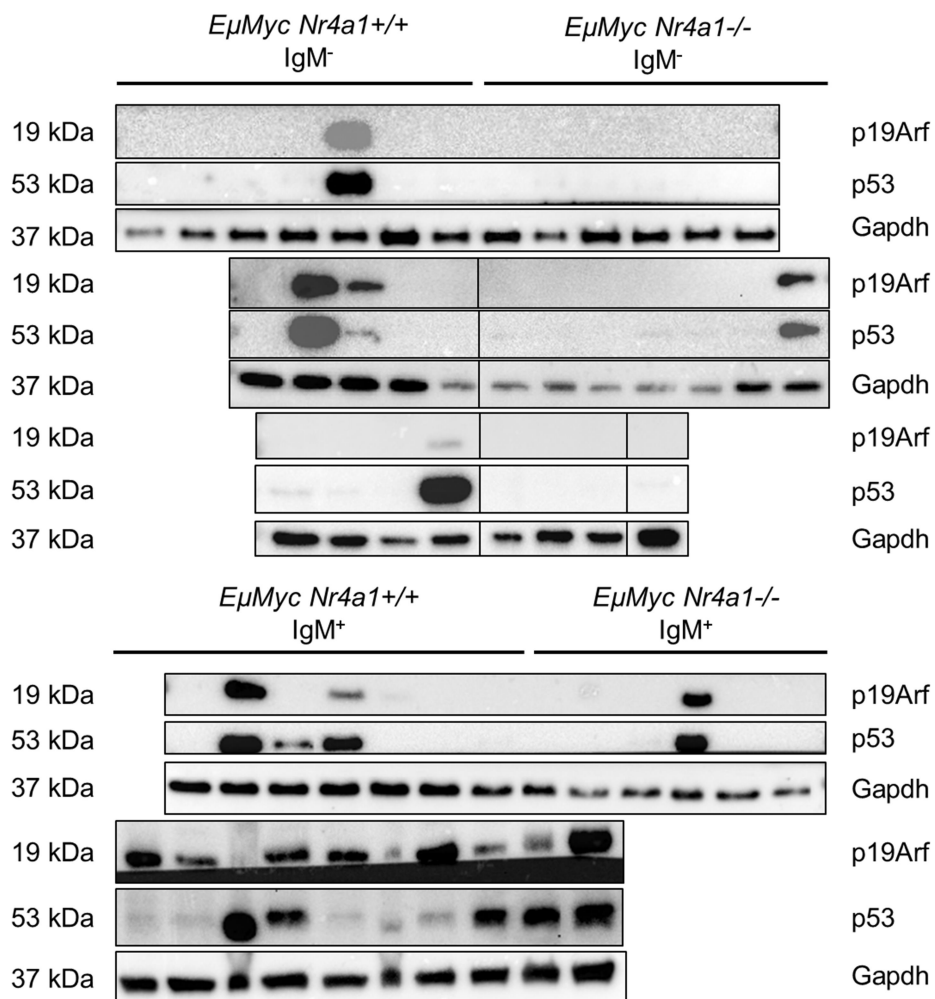 EμMyc Nr4a1+/+ EμMyc Nr4a1-/-
IgM⁻ IgM⁻
19 kDa p19Arf
53 kDa p53
37 kDa Gapdh
19 kDa p19Arf
53 kDa p53
37 kDa Gapdh
19 kDa p19Arf
53 kDa p53
37 kDa Gapdh
EμMyc Nr4a1+/+ EμMyc Nr4a1-/-
IgM⁺ IgM⁺
19 kDa p19Arf
53 kDa p53
37 kDa Gapdh
19 kDa p19Arf
53 kDa p53
37 kDa Gapdh